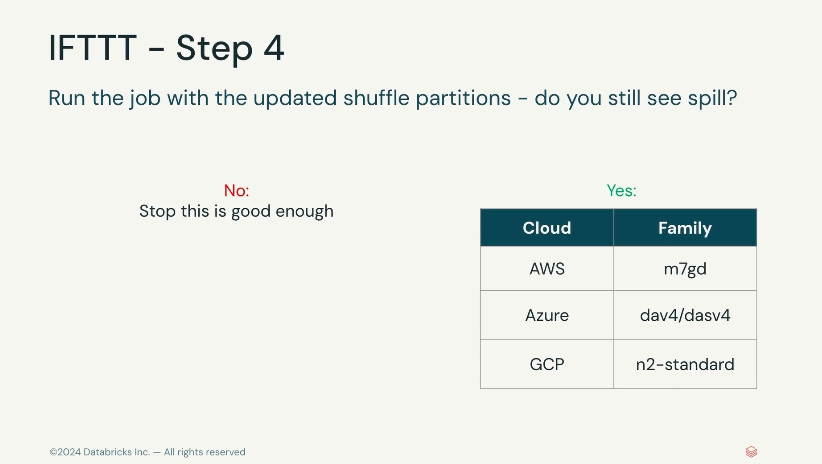 IFTTT - Step 4
Run the job with the updated shuffle partitions - do you still see spill?
No:
Stop this is good enough
Yes:
Cloud Family
AWS m7gd
Azure dav4/dasv4
GCP n2-standard
©2024 Databricks Inc. — All rights reserved